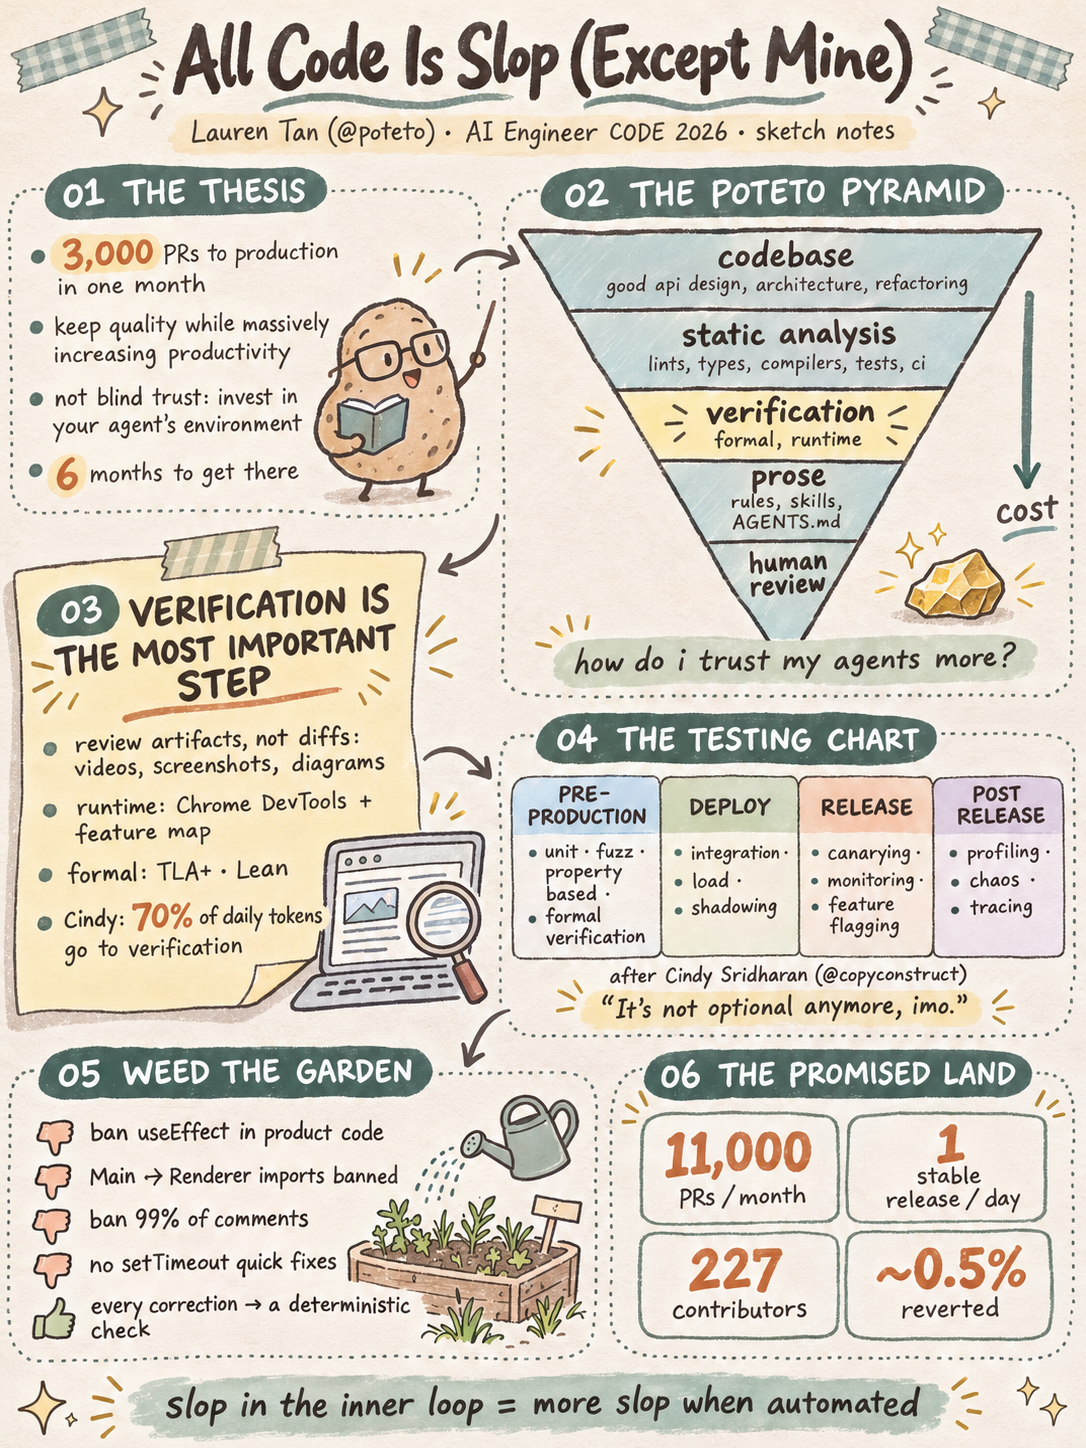 All Code Is Slop (Except Mine)
Lauren Tan (@poteto) · AI Engineer CODE 2026 · sketch notes
01 THE THESIS
3,000 PRs to production
in one month
keep quality while massively
increasing productivity
not blind trust: invest in
your agent's environment
6 months to get there
02 THE POTETO PYRAMID
codebase
good api design, architecture, refactoring
static analysis
lints, types, compilers, tests, ci
verification
formal, runtime
prose
rules, skills,
AGENTS.md
human
review
cost
how do i trust my agents more?
03 VERIFICATION IS
THE MOST IMPORTANT
STEP
review artifacts, not diffs:
videos, screenshots, diagrams
runtime: Chrome DevTools +
feature map
formal: TLA+ · Lean
Cindy: 70% of daily tokens
go to verification
04 THE TESTING CHART
PRE-
PRODUCTION
unit · fuzz ·
property
based ·
formal
verification
DEPLOY
integration ·
load ·
shadowing
RELEASE
canarying ·
monitoring ·
feature
flagging
POST
RELEASE
profiling ·
chaos ·
tracing
after Cindy Sridharan (@copyconstruct)
"It's not optional anymore, imo."
05 WEED THE GARDEN
ban useEffect in product code
Main → Renderer imports banned
ban 99% of comments
no setTimeout quick fixes
every correction → a deterministic
check
06 THE PROMISED LAND
11,000
PRs / month
1
stable
release / day
227
contributors
~0.5%
reverted
slop in the inner loop = more slop when automated